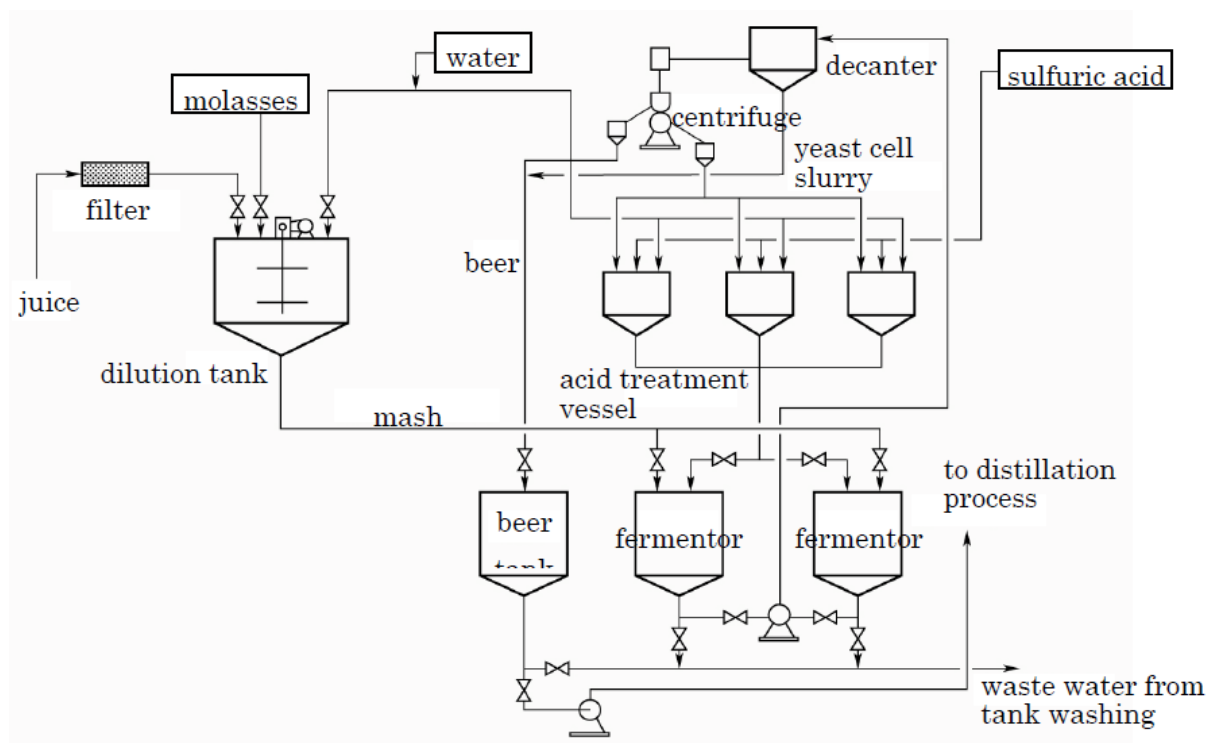 water
decanter
sulfuric acid
molasses
centrifuge
yeast cell
slurry
filter
beer
juice
dilution tank
acid treatment
vessel
mash
to distillation
process
beer
fermentor
fermentor
waste water from
tank washing